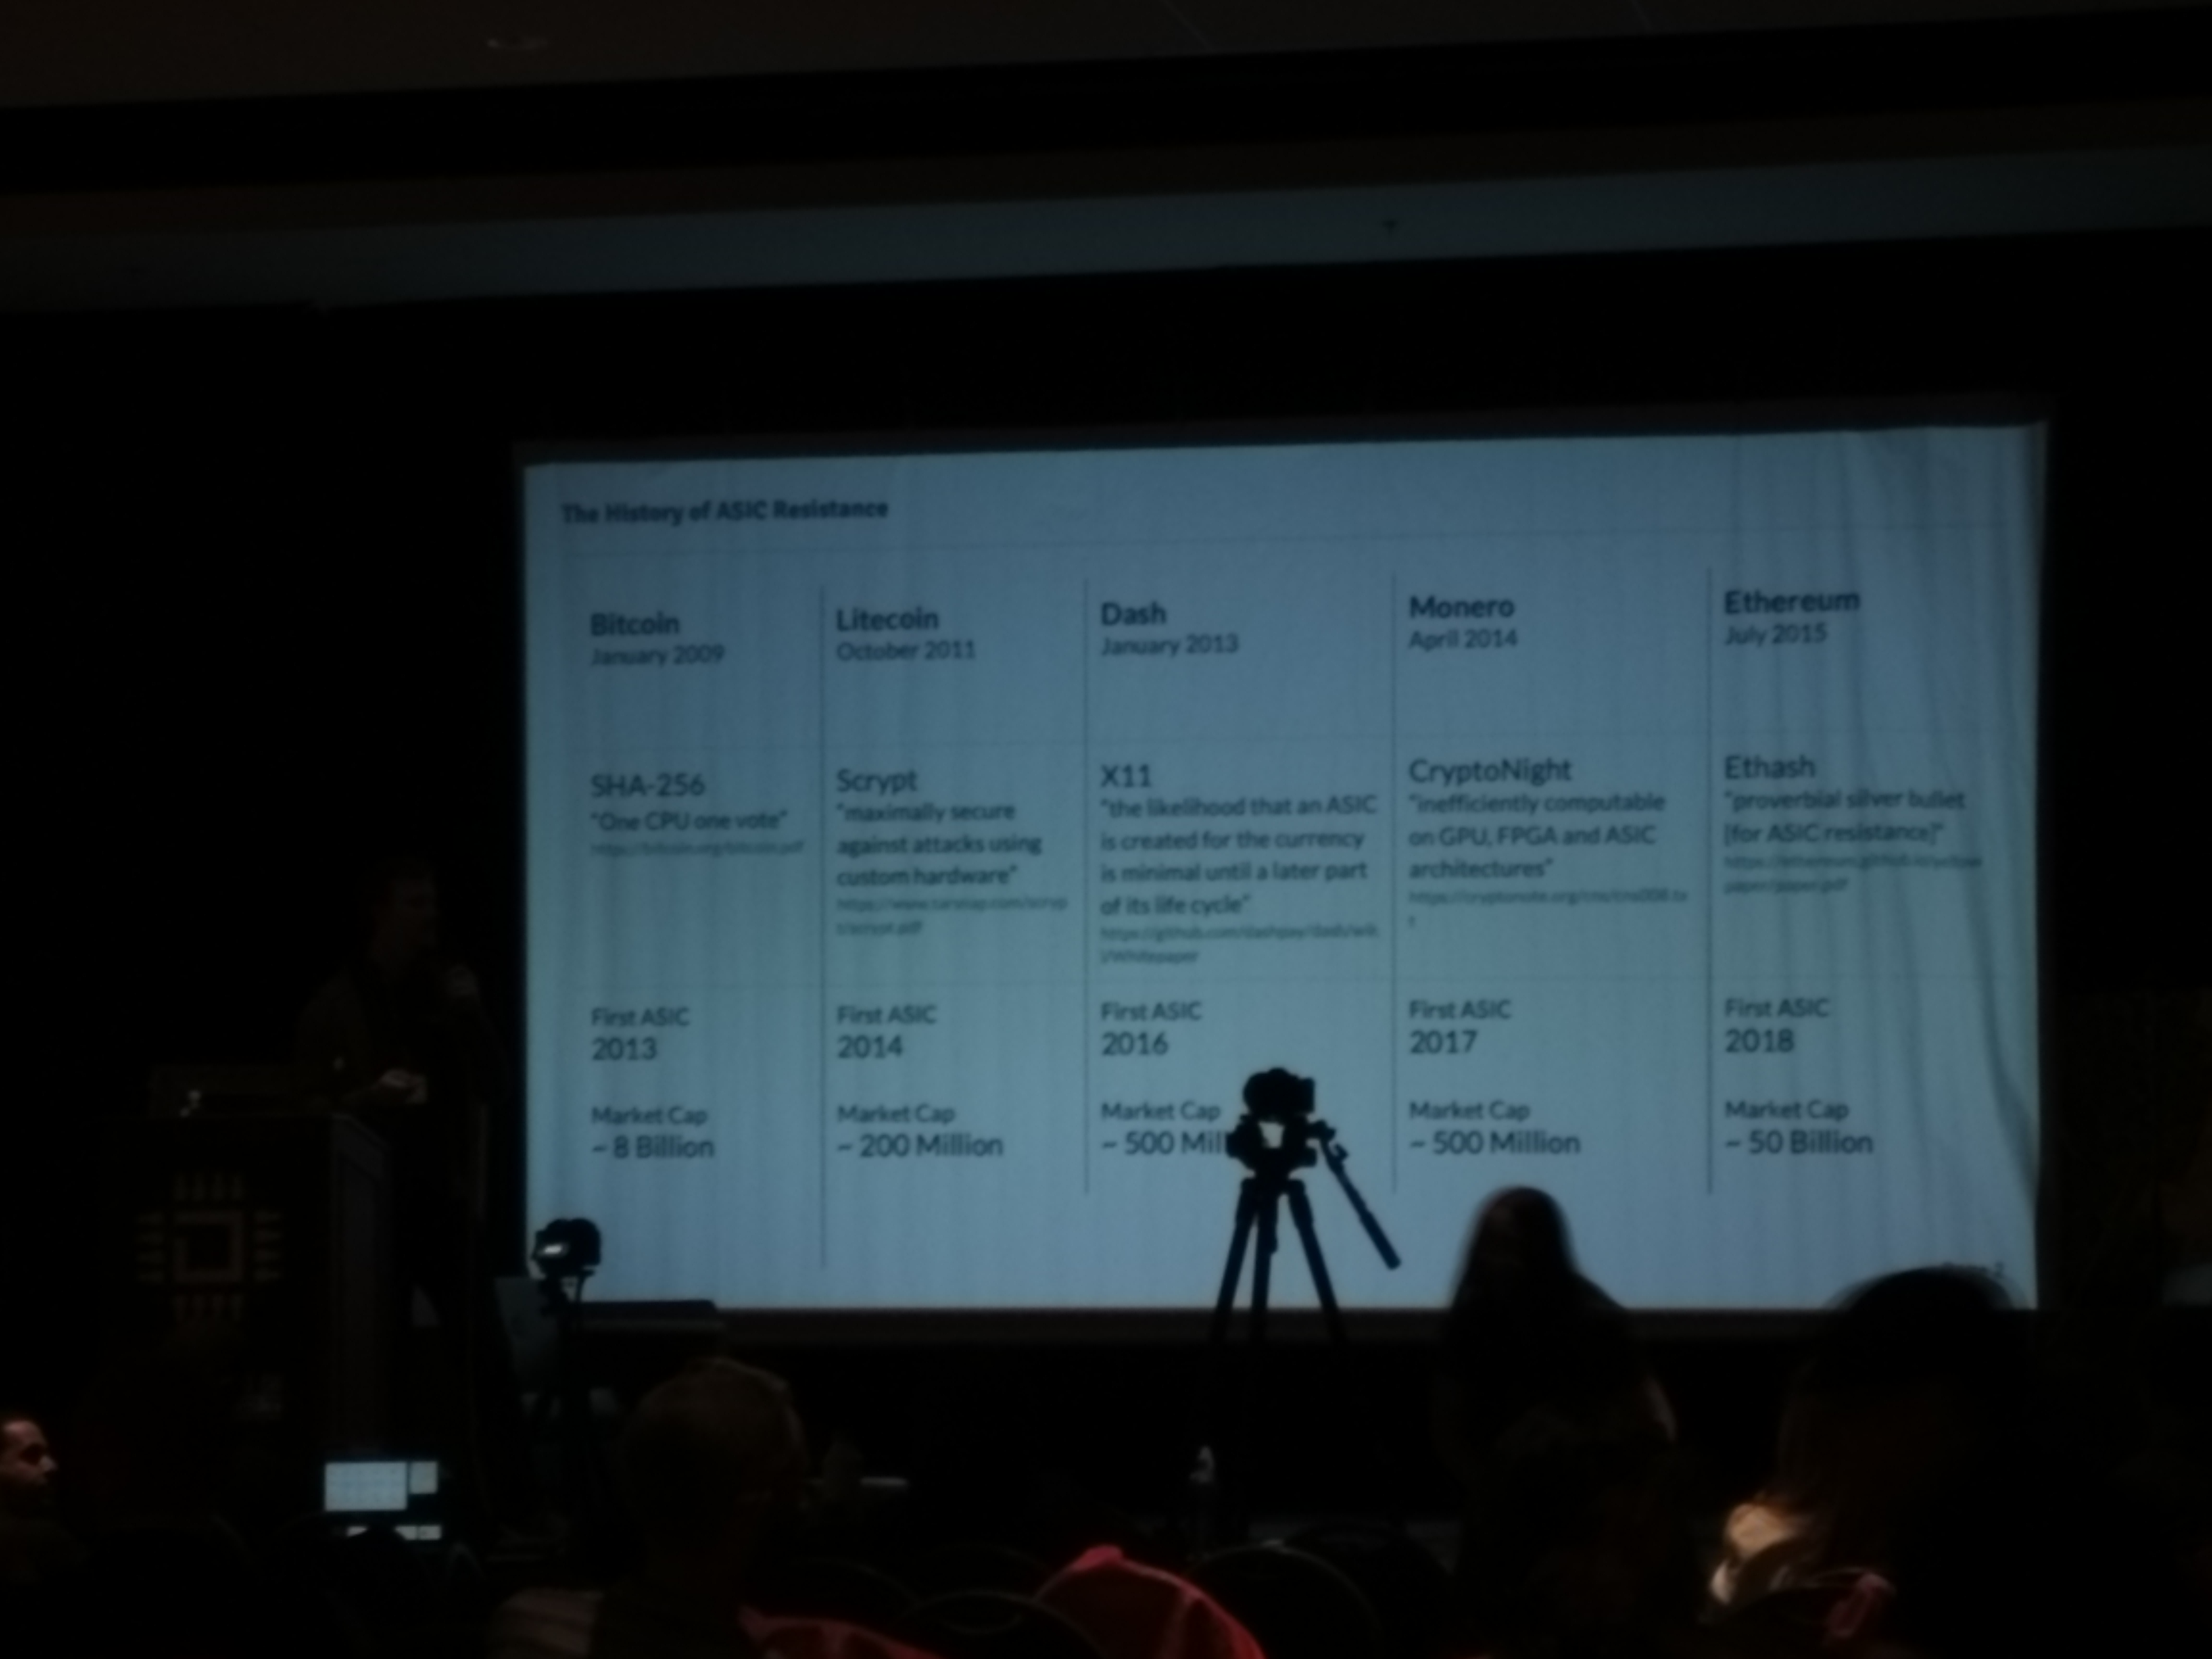 The History of ASIC Resistance
Bitcoin
January 2009
SHA-256
"One CPU one vote"
https://bitcoin.org/bitcoin.pdf
First ASIC
2013
Market Cap
~ 8 Billion
Litecoin
October 2011
Scrypt
"maximally secure
against attacks using
custom hardware"
https://www.tarsnap.com/scryp
t/scrypt.pdf
First ASIC
2014
Market Cap
~ 200 Million
Dash
January 2013
X11
"the likelihood that an ASIC
is created for the currency
is minimal until a later part
of its life cycle"
https://github.com/dashpay/dash/wik
i/Whitepaper
First ASIC
2016
Market Cap
~ 500 Mill
Monero
April 2014
CryptoNight
"inefficiently computable
on GPU, FPGA and ASIC
architectures"
https://cryptonote.org/cns/cns008.tx
t
First ASIC
2017
Market Cap
~ 500 Million
Ethereum
July 2015
Ethash
"proverbial silver bullet
[for ASIC resistance]"
https://ethereum.github.io/yellow
paper/paper.pdf
First ASIC
2018
Market Cap
~ 50 Billion